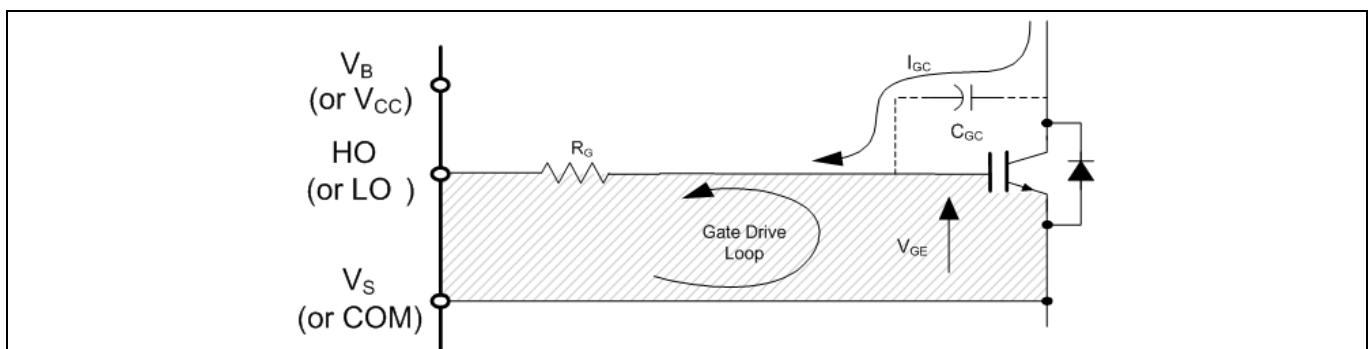 V_B
(or V_CC)
HO
(or LO )
V_S
(or COM)
R_G
I_GC
C_GC
Gate Drive
Loop
V_GE